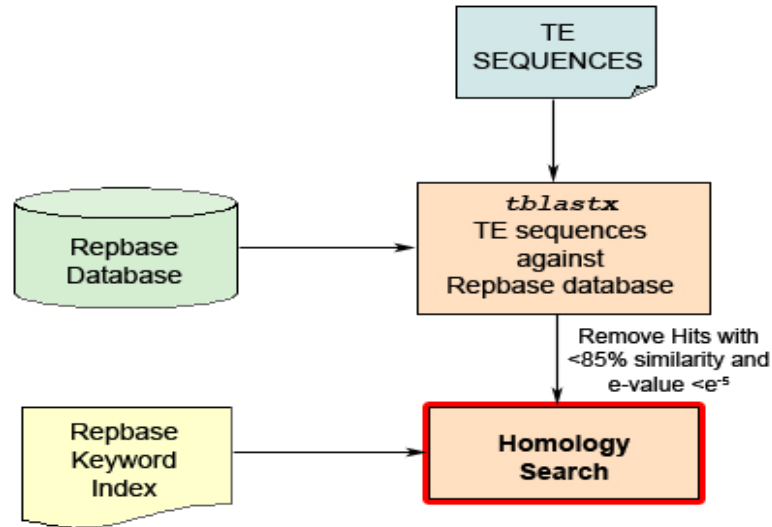 TE
SEQUENCES
tblastx
TE sequences
against
Repbase database
Repbase
Database
Remove Hits with
<85% similarity and
e-value <e⁻⁵
Repbase
Keyword
Index
Homology
Search